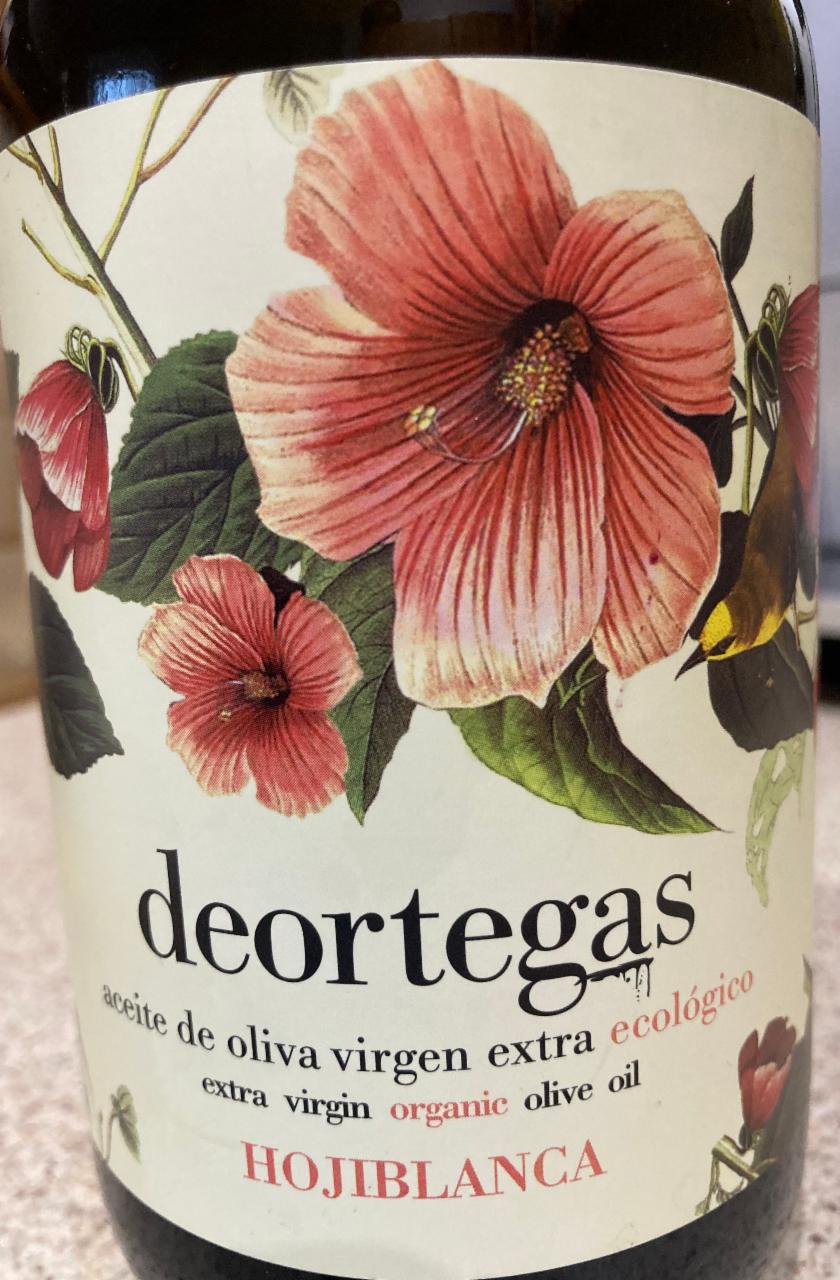 deortegas
aceite de oliva virgen extra ecológico
extra virgin organic olive oil
HOJIBLANCA